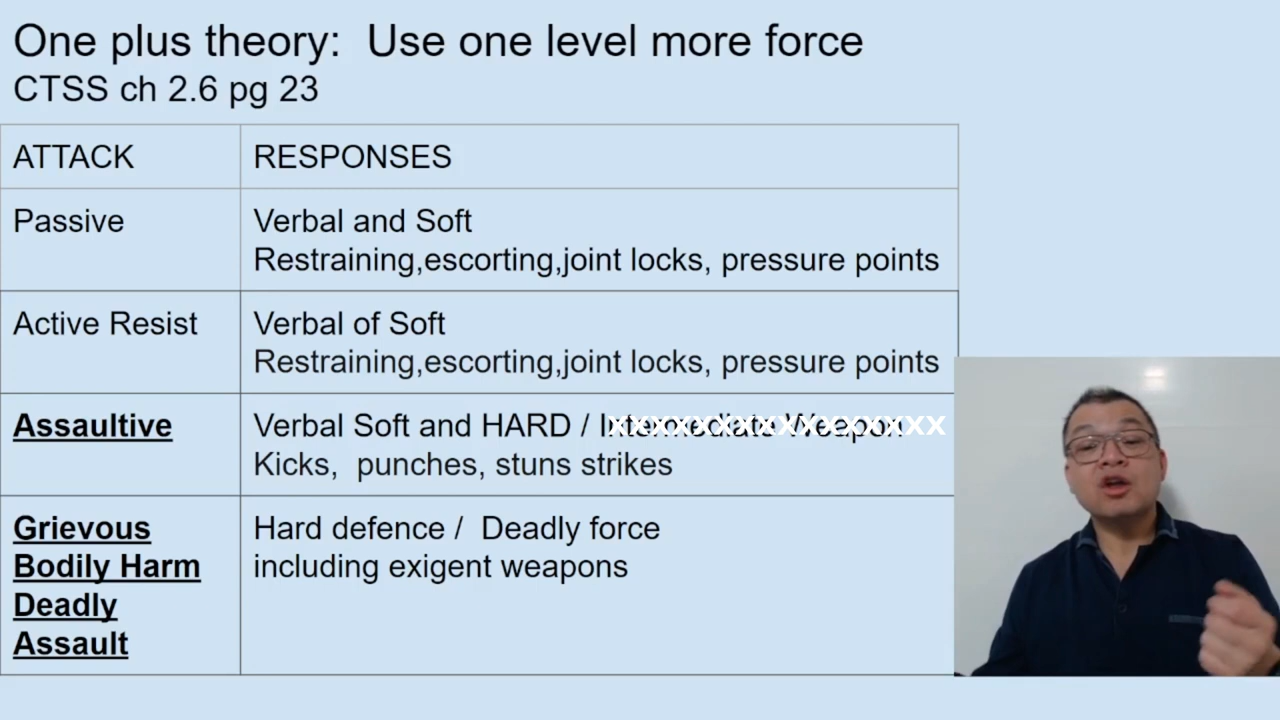 One plus theory:  Use one level more force
CTSS ch 2.6 pg 23
ATTACK
RESPONSES
Passive
Verbal and Soft
Restraining,escorting,joint locks, pressure points
Active Resist
Verbal of Soft
Restraining,escorting,joint locks, pressure points
Assaultive
Verbal Soft and HARD / Intermediate Weapon
xxxxxxxxxxxxxxxxxx
Kicks,  punches, stuns strikes
Grievous
Bodily Harm
Deadly
Assault
Hard defence /  Deadly force
including exigent weapons